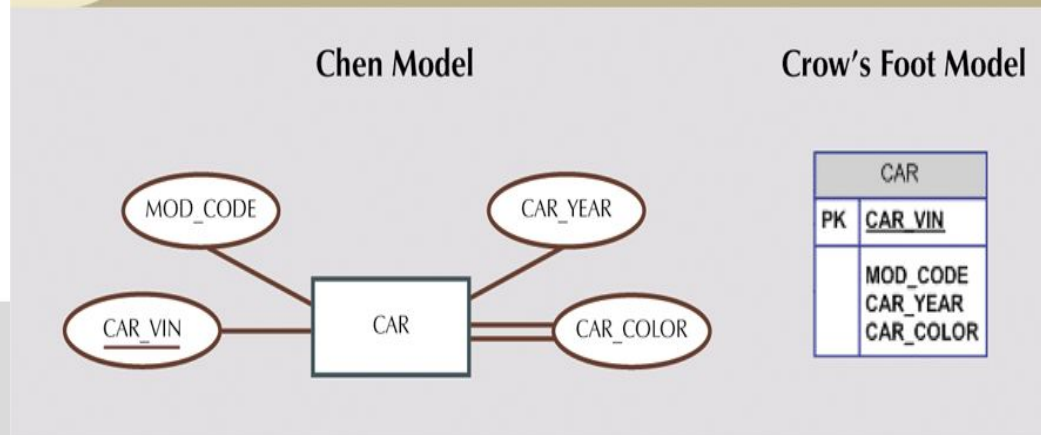 Chen Model
Crow's Foot Model
MOD_CODE
CAR_YEAR
CAR_VIN
CAR
CAR_COLOR
CAR
PK CAR_VIN
MOD_CODE
CAR_YEAR
CAR_COLOR